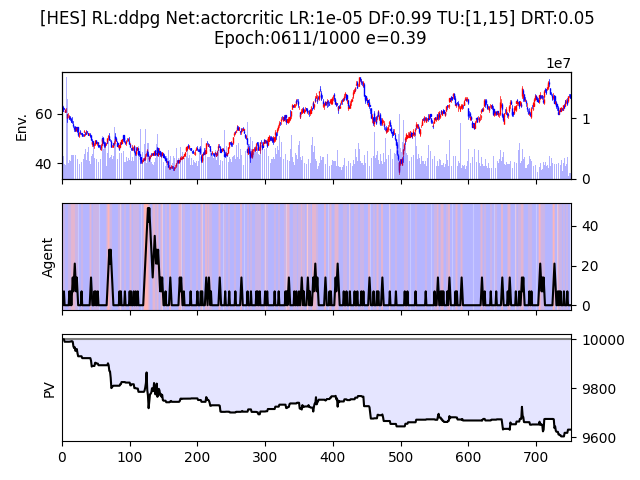 [HES] RL:ddpg Net:actorcritic LR:1e-05 DF:0.99 TU:[1,15] DRT:0.05
Epoch:0611/1000 e=0.39
1e7
Env.
60
40
1
0
Agent
40
20
0
PV
10000
9800
9600
0 100 200 300 400 500 600 700